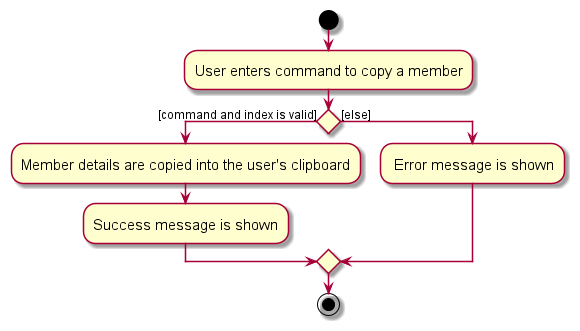 User enters command to copy a member
[command and index is valid]
[else]
Member details are copied into the user's clipboard
Error message is shown
Success message is shown